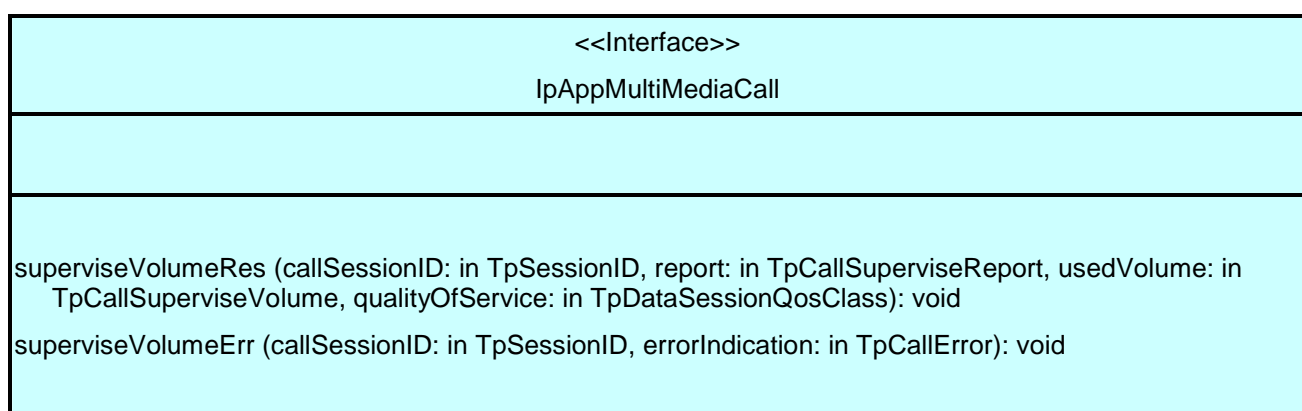 <<Interface>>
IpAppMultiMediaCall
superviseVolumeRes (callSessionID: in TpSessionID, report: in TpCallSuperviseReport, usedVolume: in
TpCallSuperviseVolume, qualityOfService: in TpDataSessionQosClass): void
superviseVolumeErr (callSessionID: in TpSessionID, errorIndication: in TpCallError): void